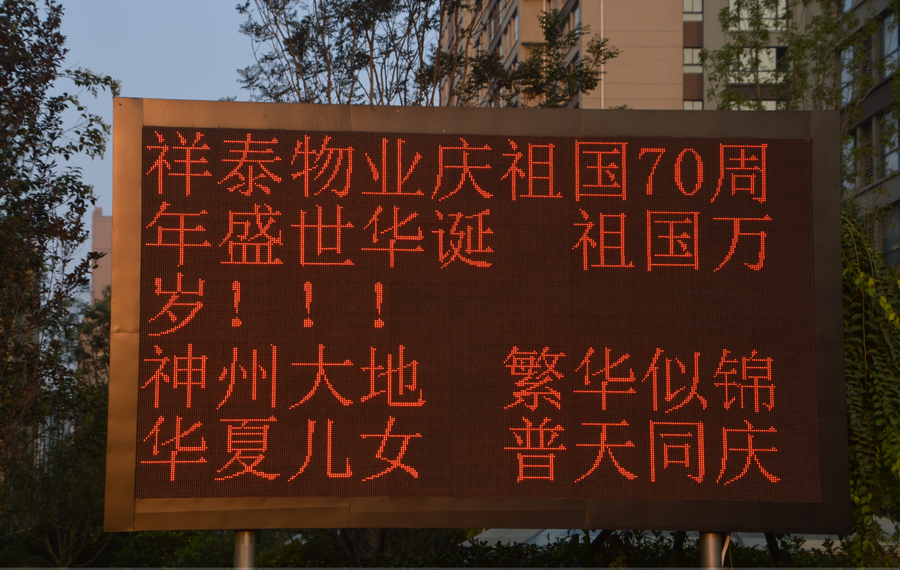 祥泰物业庆祖国70周
年盛世华诞　祖国万
岁！！！
神州大地　繁华似锦
华夏儿女　普天同庆